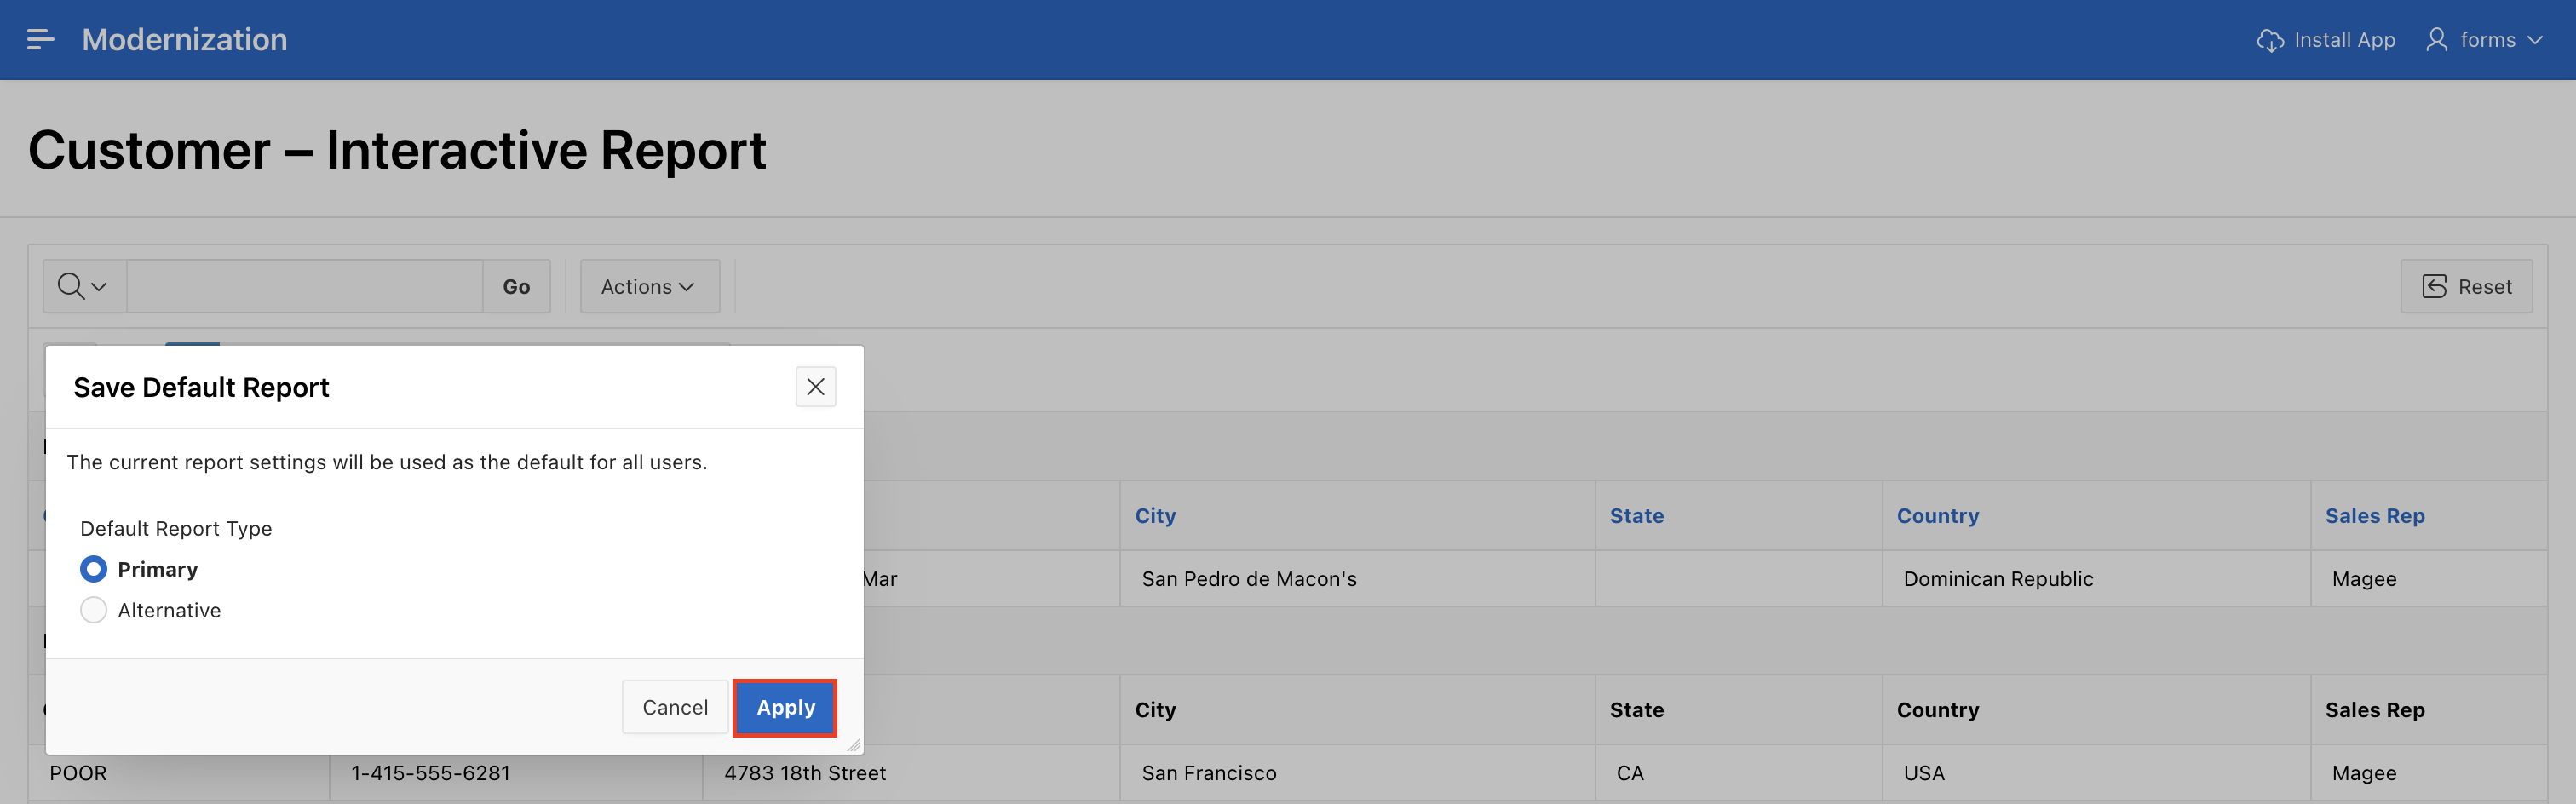 Modernization
Install App
forms
Customer – Interactive Report
Go
Actions
Reset
Save Default Report
The current report settings will be used as the default for all users.
Default Report Type
Primary
Alternative
Cancel
Apply
City State Country Sales Rep
Mar San Pedro de Macon's Dominican Republic Magee
City State Country Sales Rep
POOR 1-415-555-6281 4783 18th Street San Francisco CA USA Magee